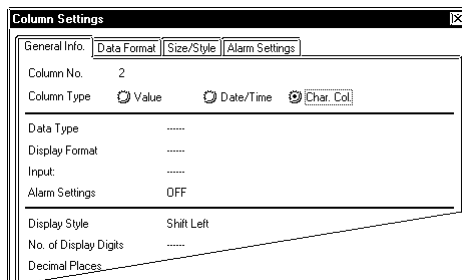 Column Settings
General Info. Data Format Size/Style Alarm Settings
Column No. 2
Column Type Value Date/Time Char. Col.
Data Type ------
Display Format ------
Input: ------
Alarm Settings OFF
Display Style Shift Left
No. of Display Digits ------
Decimal Places